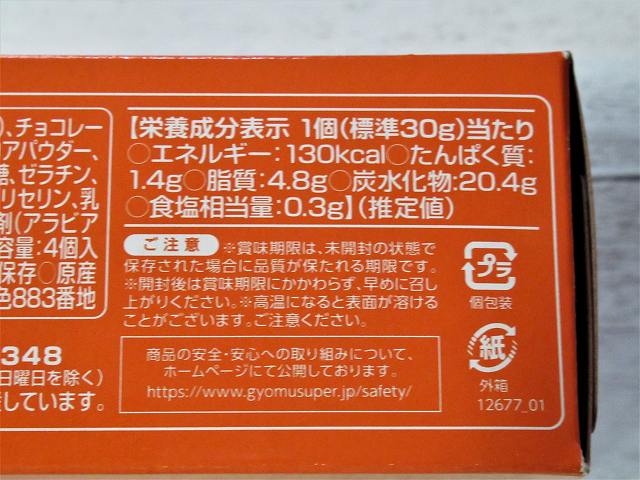 、チョコレー
アパウダー、
糖、ゼラチン、
リセリン、乳
剤(アラビア
容量:4個入
保存○原産
色883番地
348
日曜日を除く)
しています。
【栄養成分表示 1個(標準30g)当たり
○エネルギー:130kcal○たんぱく質:
1.4g○脂質:4.8g○炭水化物:20.4g
○食塩相当量:0.3g】(推定値)
ご注意 ※賞味期限は、未開封の状態で
保存された場合に品質が保たれる期限です。
※開封後は賞味期限にかかわらず、早めに召し
上がりください。※高温になると表面が溶ける
ことがございます。ご注意ください。
商品の安全・安心への取り組みについて、
ホームページにて公開しております。
https://www.gyomusuper.jp/safety/
プラ
個包装
紙
外箱
12677_01